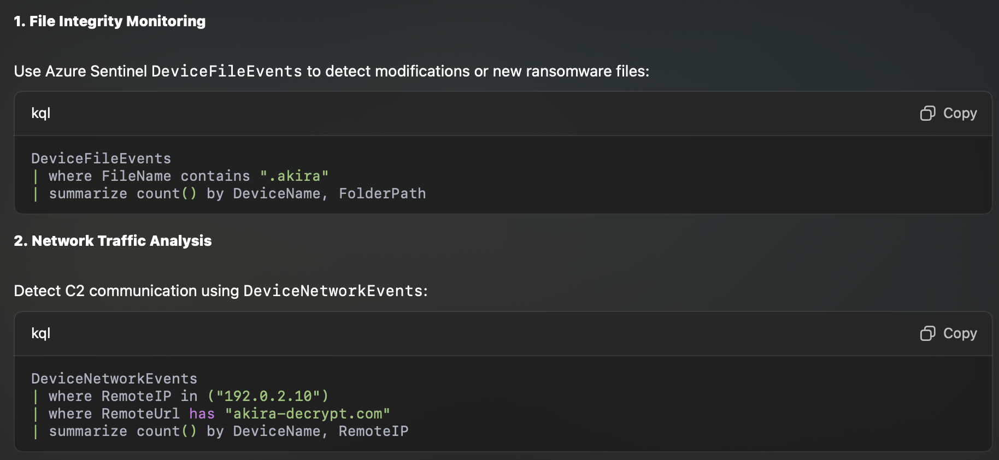 1. File Integrity Monitoring
Use Azure Sentinel DeviceFileEvents to detect modifications or new ransomware files:
kql
Copy
DeviceFileEvents
| where FileName contains ".akira"
| summarize count() by DeviceName, FolderPath
2. Network Traffic Analysis
Detect C2 communication using DeviceNetworkEvents:
kql
Copy
DeviceNetworkEvents
| where RemoteIP in ("192.0.2.10")
| where RemoteUrl has "akira-decrypt.com"
| summarize count() by DeviceName, RemoteIP